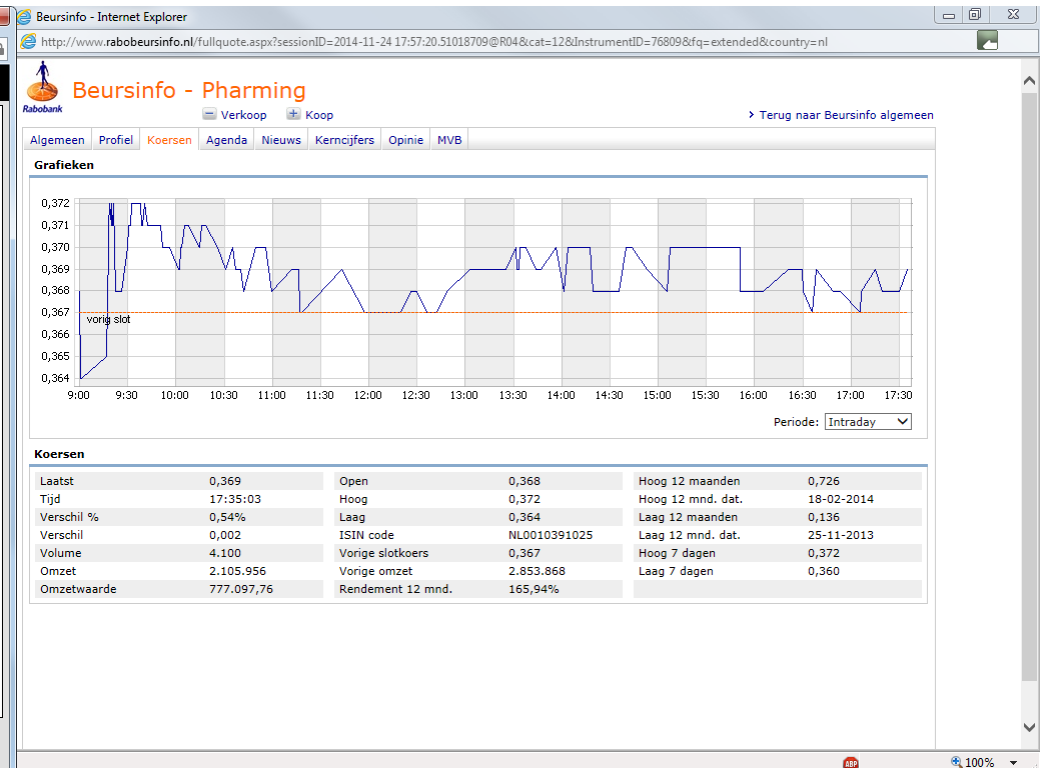 Beursinfo - Internet Explorer
http://www.rabobeursinfo.nl/fullquote.aspx?sessionID=2014-11-24 17:57:20.51018709@R04&cat=12&InstrumentID=76809&fq=extended&country=nl
Rabobank
Beursinfo - Pharming
Verkoop Koop
Terug naar Beursinfo algemeen
Algemeen Profiel Koersen Agenda Nieuws Kerncijfers Opinie MVB
Grafieken
0,372
0,371
0,370
0,369
0,368
0,367
vorig slot
0,366
0,365
0,364
9:00 9:30 10:00 10:30 11:00 11:30 12:00 12:30 13:00 13:30 14:00 14:30 15:00 15:30 16:00 16:30 17:00 17:30
Periode: Intraday
Koersen
Laatst 0,369 Open 0,368 Hoog 12 maanden 0,726
Tijd 17:35:03 Hoog 0,372 Hoog 12 mnd. dat. 18-02-2014
Verschil % 0,54% Laag 0,364 Laag 12 maanden 0,136
Verschil 0,002 ISIN code NL0010391025 Laag 12 mnd. dat. 25-11-2013
Volume 4.100 Vorige slotkoers 0,367 Hoog 7 dagen 0,372
Omzet 2.105.956 Vorige omzet 2.853.868 Laag 7 dagen 0,360
Omzetwaarde 777.097,76 Rendement 12 mnd. 165,94%
ABP
100%